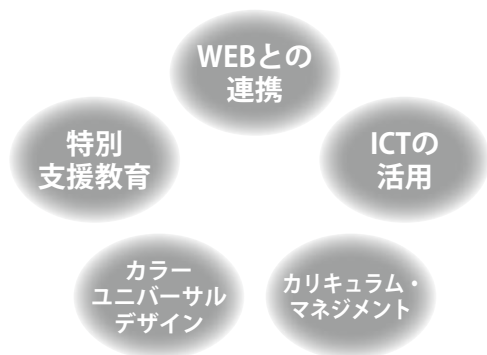 WEBとの
連携
特別
支援教育
ICTの
活用
カラー
ユニバーサル
デザイン
カリキュラム・
マネジメント